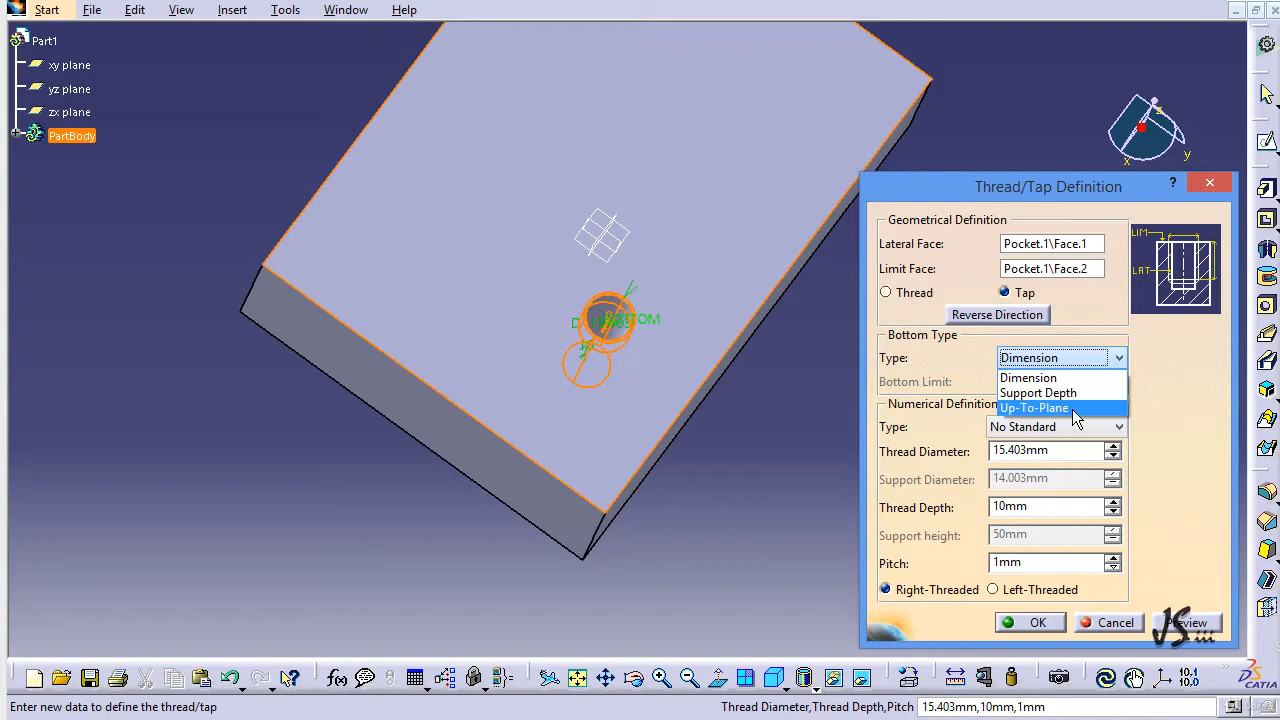 Start File Edit View Insert Tools Window Help
Part1
xy plane
yz plane
zx plane
PartBody
z
x
y
BOTTOM
Thread/Tap Definition
?
Geometrical Definition
Lateral Face: Pocket.1\Face.1
Limit Face: Pocket.1\Face.2
Thread Tap
Reverse Direction
LIM
LAT
Bottom Type
Type: Dimension
Dimension
Bottom Limit: Support Depth
Up-To-Plane
Numerical Definition
Type: No Standard
Thread Diameter: 15.403mm
Support Diameter: 14.003mm
Thread Depth: 10mm
Support height: 50mm
Pitch: 1mm
Right-Threaded Left-Threaded
OK Cancel Preview
JSiii
f(x)
10,1
10,0
CATIA
Enter new data to define the thread/tap
Thread Diameter,Thread Depth,Pitch 15.403mm,10mm,1mm